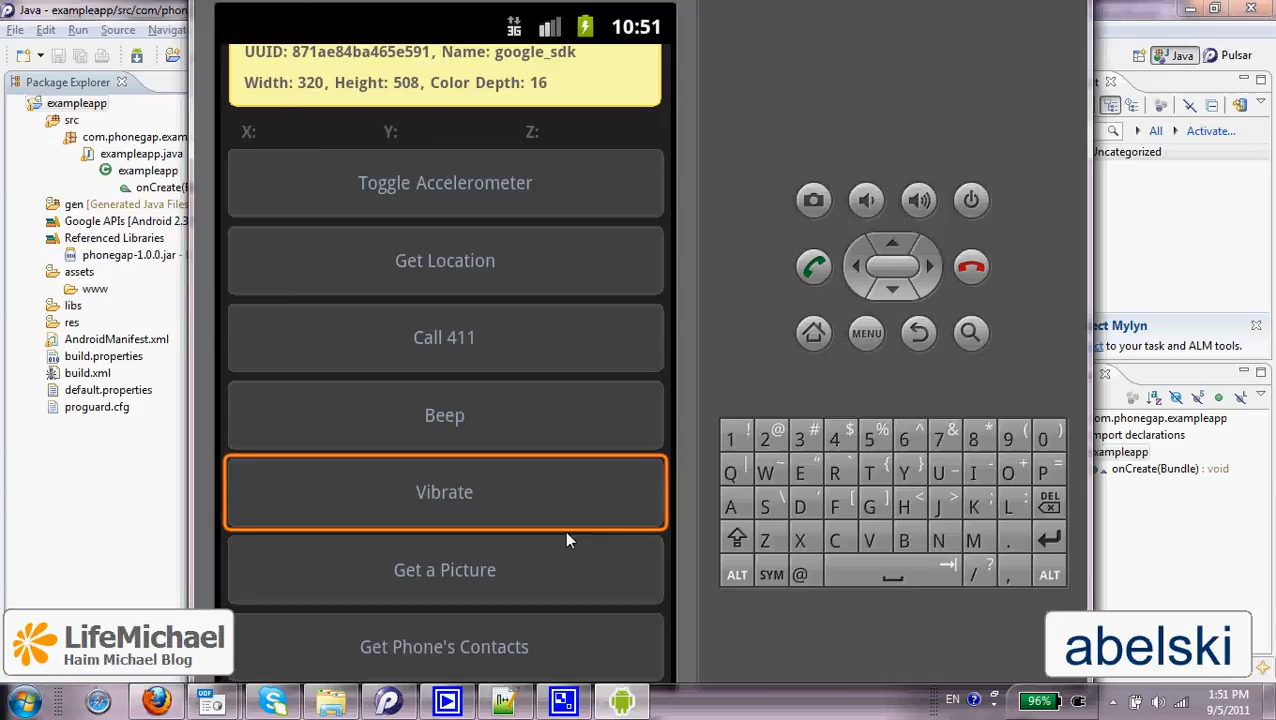 Java - exampleapp/src/com/phon
File Edit Run Source Navigat
Package Explorer
exampleapp
src
com.phonegap.exam
exampleapp.java
exampleapp
onCreate(B
gen [Generated Java Files
Google APIs [Android 2.3
Referenced Libraries
phonegap-1.0.0.jar -
assets
www
libs
res
AndroidManifest.xml
build.properties
build.xml
default.properties
proguard.cfg
3G 10:51
UUID: 871ae84ba465e591, Name: google_sdk
Width: 320, Height: 508, Color Depth: 16
X: Y: Z:
Toggle Accelerometer
Get Location
Call 411
Beep
Vibrate
Get a Picture
Get Phone's Contacts
MENU
1 ! 2 @ 3 # 4 $ 5 % 6 ^ 7 & 8 * 9 ( 0 )
Q | W ~ E " R ` T { Y } U _ I - O + P =
A S \ D ' F [ G ] H < J > K ; L : DEL
Z X C V B N M .
ALT SYM @ / ? , ALT
Java Pulsar
All Activate...
Uncategorized
ect Mylyn
ct to your task and ALM tools.
com.phonegap.exampleapp
mport declarations
xampleapp
onCreate(Bundle) : void
LifeMichael
Haim Michael Blog
abelski
UDF
EN ? 96% 1:51 PM
9/5/2011